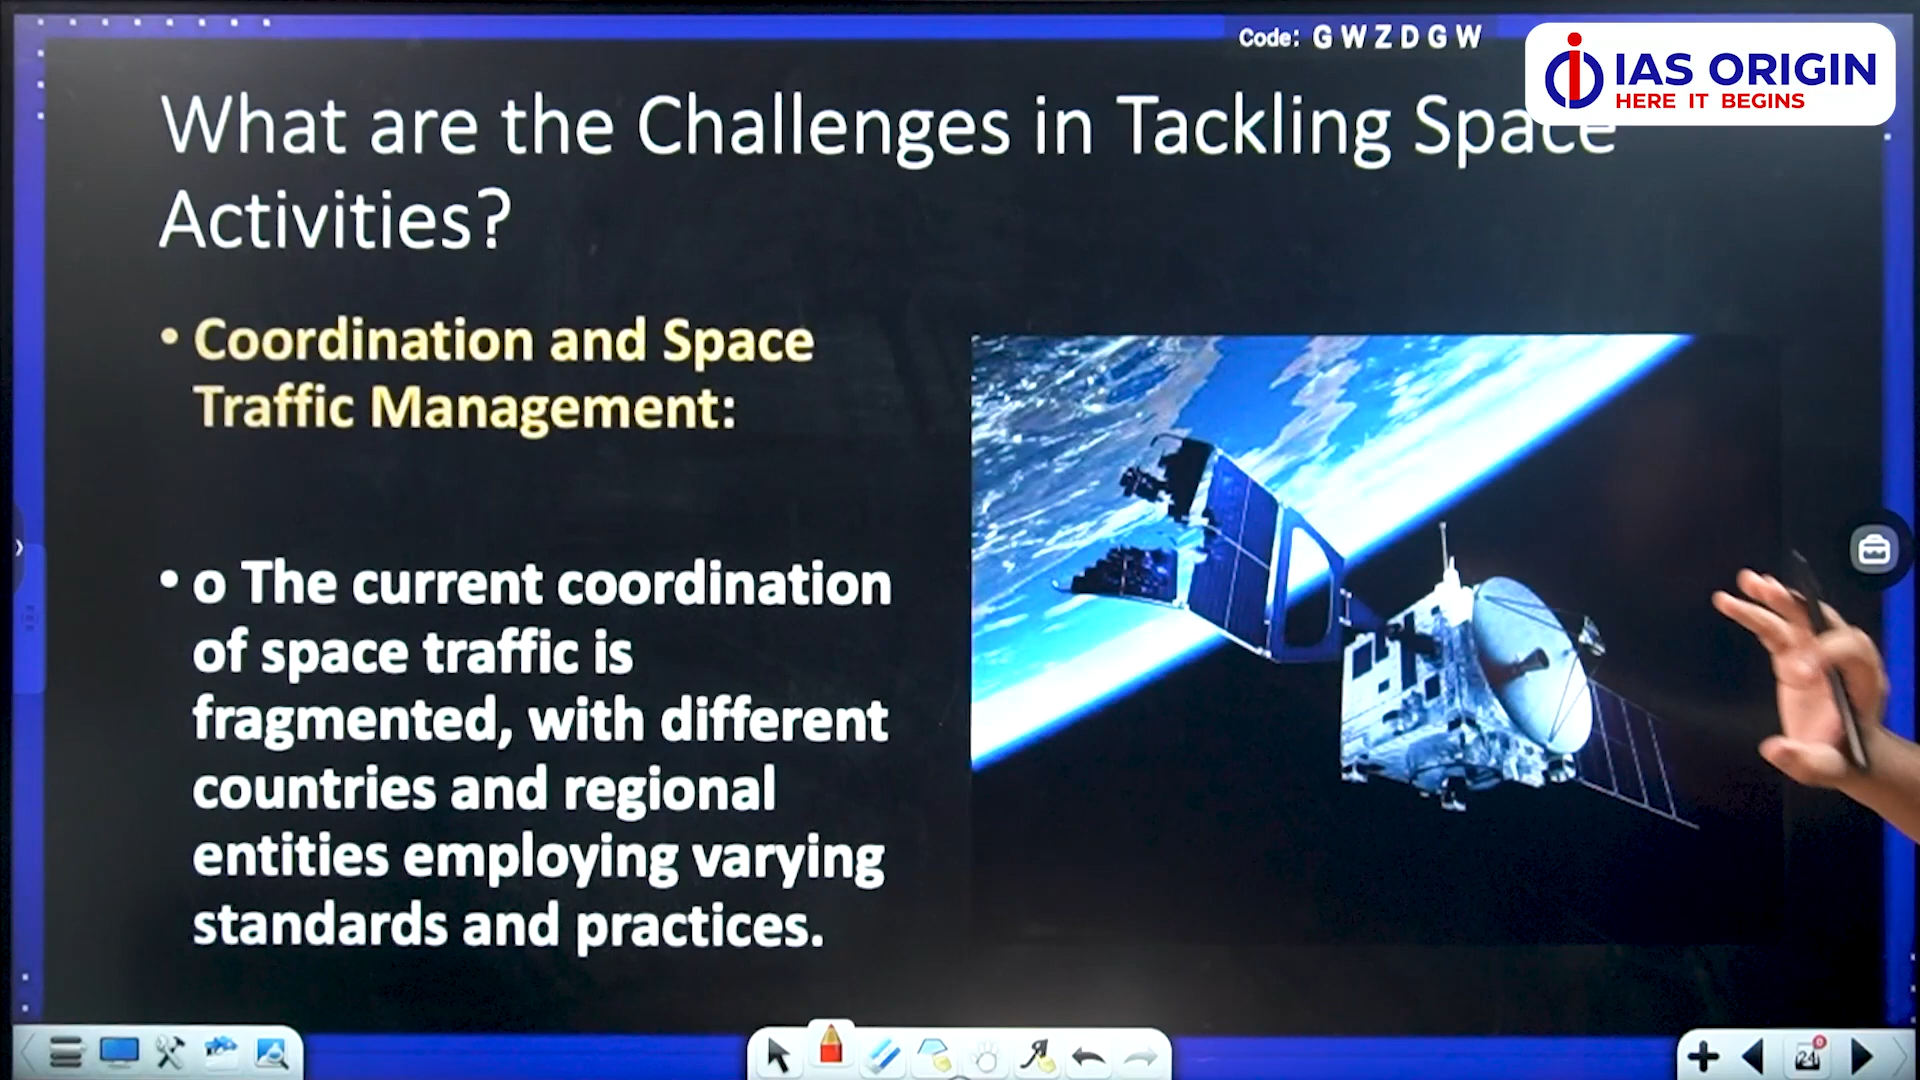 Code: GWZDGW
IAS ORIGIN
HERE IT BEGINS
What are the Challenges in Tackling Space
Activities?
• Coordination and Space
Traffic Management:
• o The current coordination
of space traffic is
fragmented, with different
countries and regional
entities employing varying
standards and practices.
24